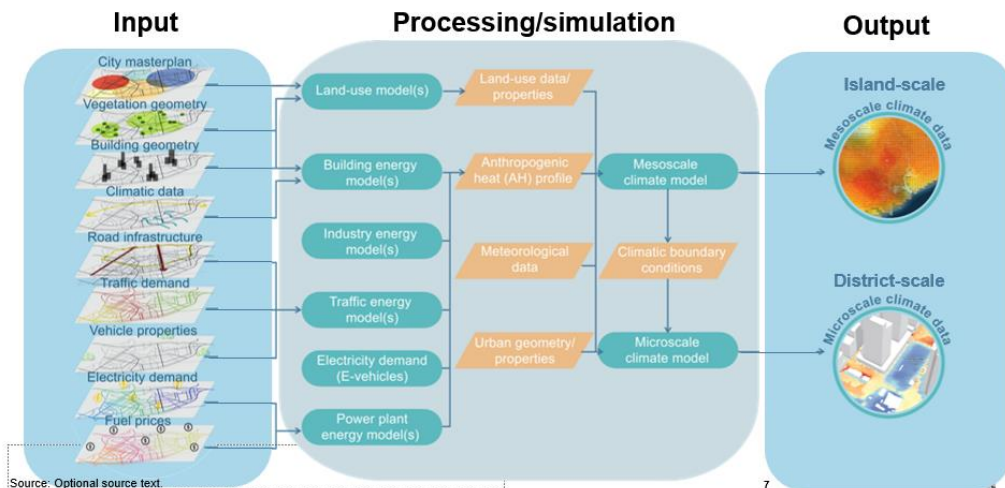 Input
Processing/simulation
Output
City masterplan
Vegetation geometry
Building geometry
Climatic data
Road infrastructure
Traffic demand
Vehicle properties
Electricity demand
Fuel prices
Land-use model(s)
Building energy
model(s)
Industry energy
model(s)
Traffic energy
model(s)
Electricity demand
(E-vehicles)
Power plant
energy model(s)
Land-use data/
properties
Anthropogenic
heat (AH) profile
Meteorological
data
Urban geometry/
properties
Mesoscale
climate model
Climatic boundary
conditions
Microscale
climate model
Island-scale
Mesoscale climate data
District-scale
Microscale climate data
Source: Optional source text.
7